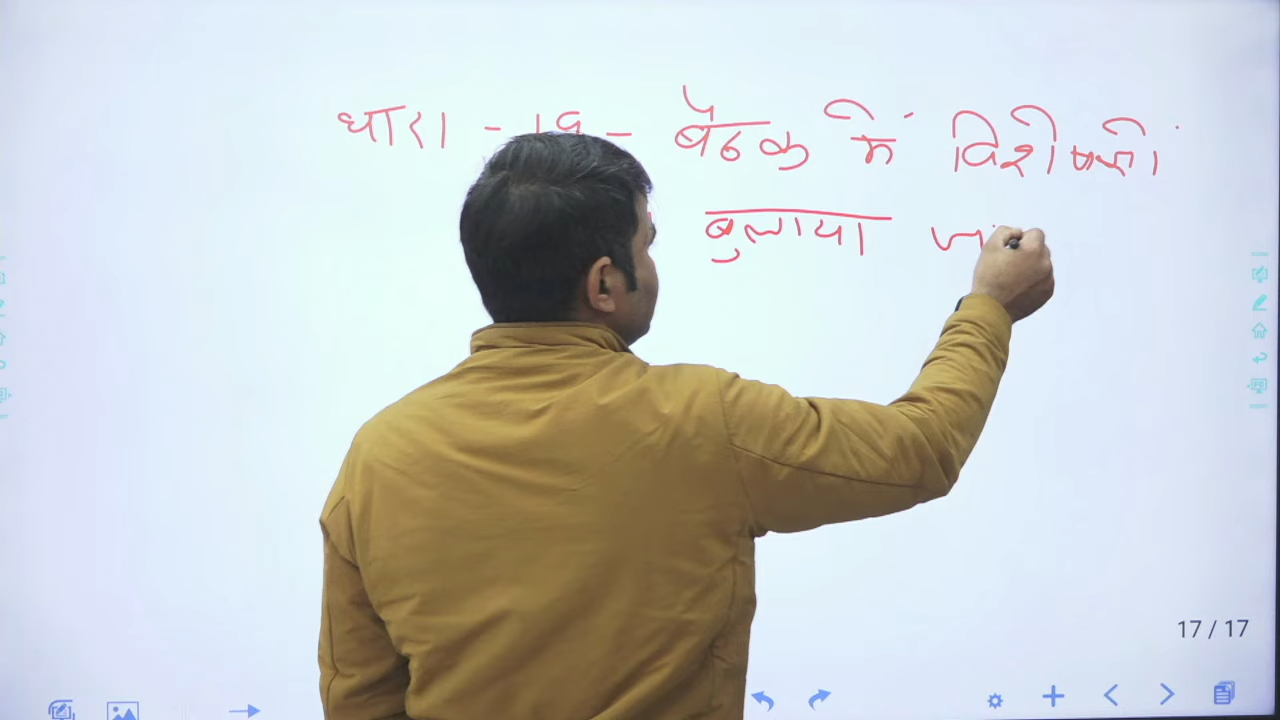 धारा - 19 - बैठक में विशेषज्ञों
बुलाया
17 / 17